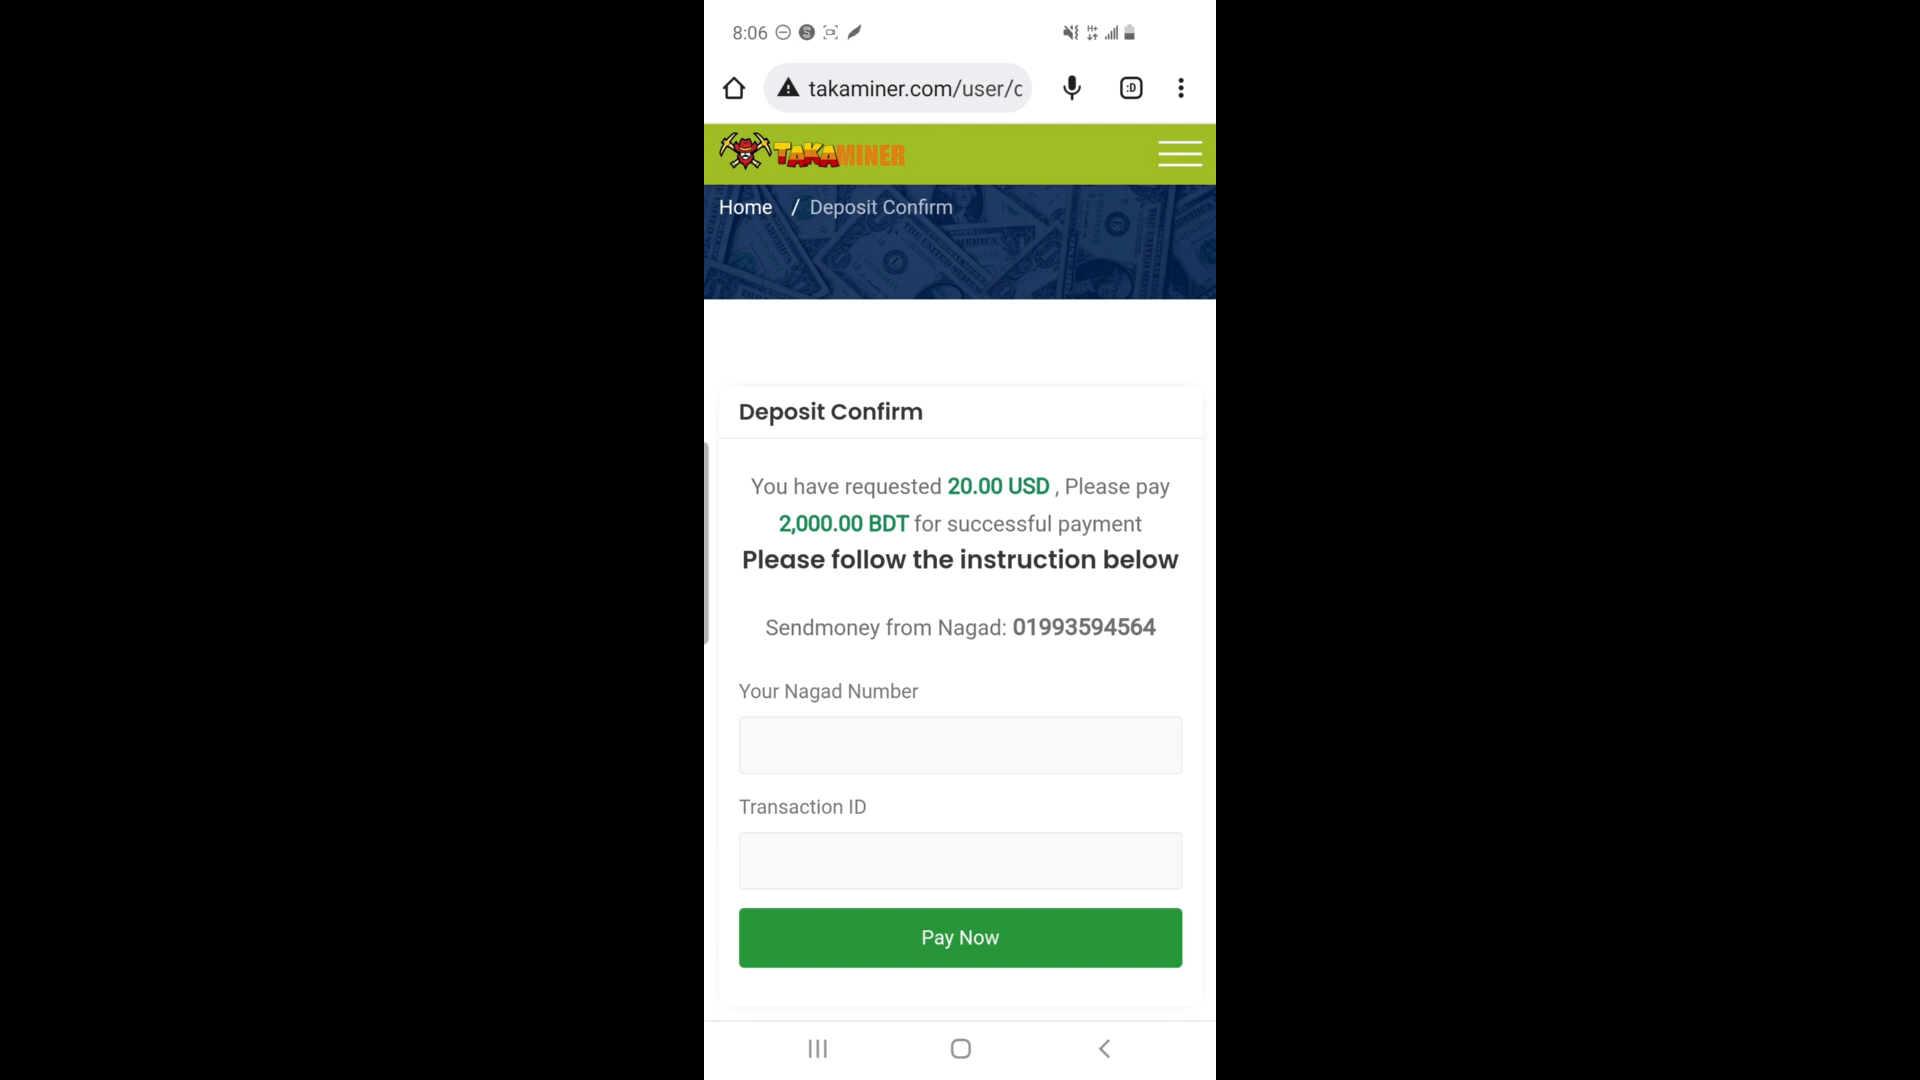 8:06
takaminer.com/user/c
TAKAMINER
Home / Deposit Confirm
Deposit Confirm
You have requested 20.00 USD , Please pay
2,000.00 BDT for successful payment
Please follow the instruction below
Sendmoney from Nagad: 01993594564
Your Nagad Number
Transaction ID
Pay Now